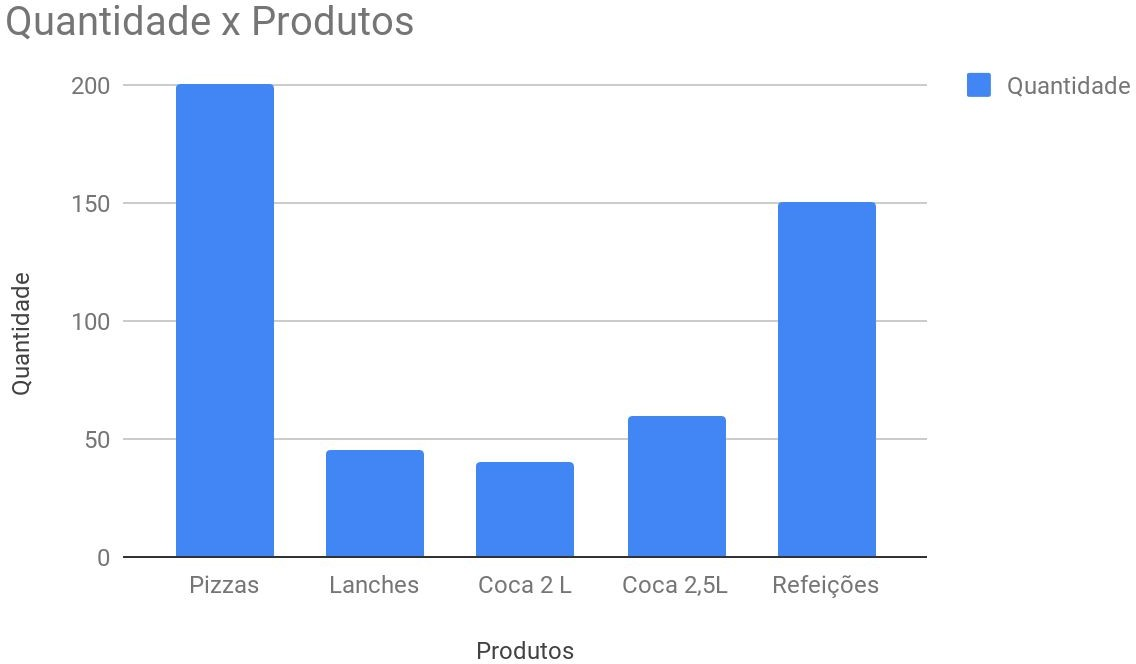 Quantidade x Produtos
200
150
100
50
0
Quantidade
Quantidade
Pizzas
Lanches
Coca 2 L
Coca 2,5L
Refeições
Produtos